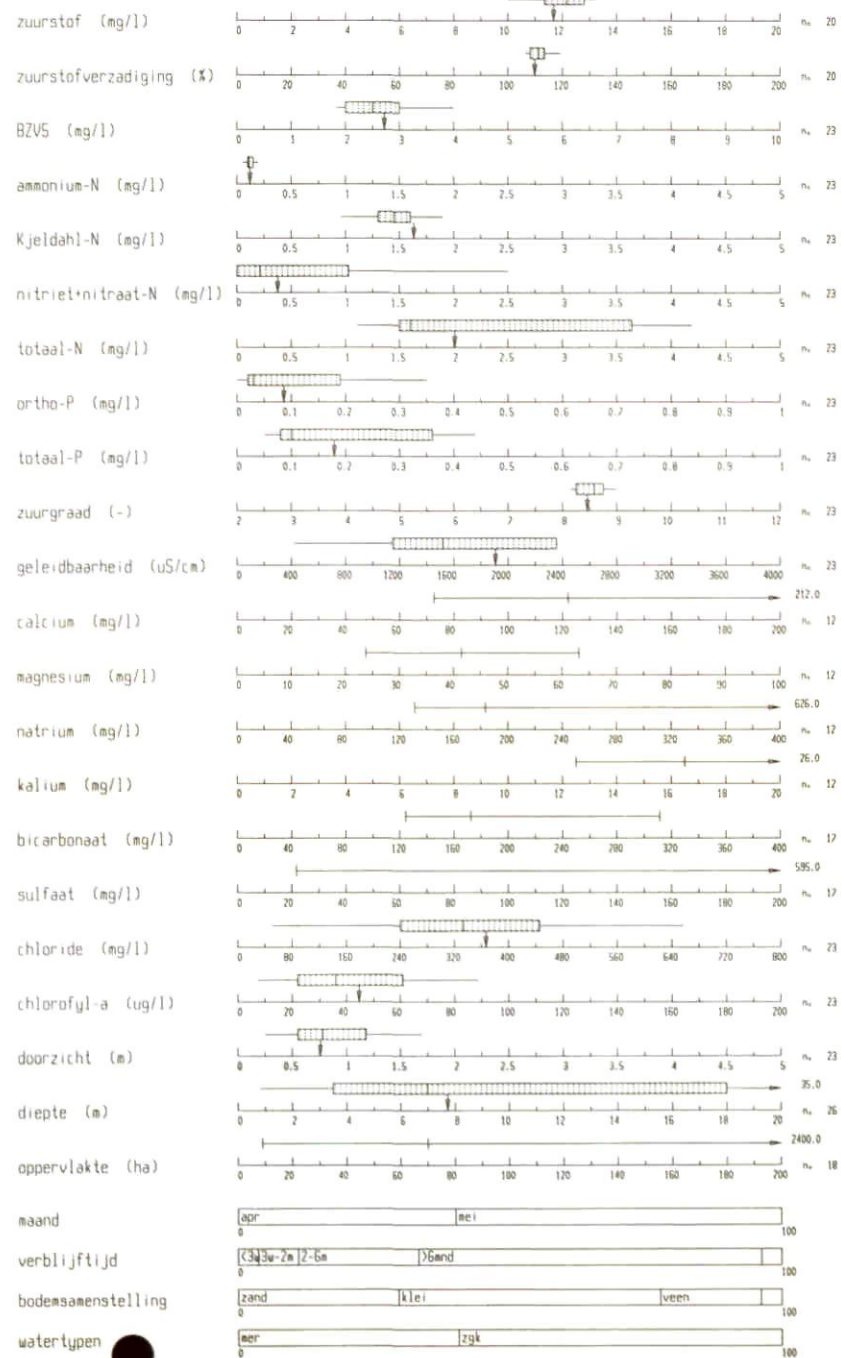 zuurstof (mg/l) 0 2 4 6 8 10 12 14 16 18 20 n. 20
zuurstofverzadiging (%) 0 20 40 60 80 100 120 140 160 180 200 n. 20
BZV5 (mg/l) 0 1 2 3 4 5 6 7 8 9 10 n. 23
ammonium-N (mg/l) 0 0.5 1 1.5 2 2.5 3 3.5 4 4.5 5 n. 23
Kjeldahl-N (mg/l) 0 0.5 1 1.5 2 2.5 3 3.5 4 4.5 5 n. 23
nitriet+nitraat-N (mg/l) 0 0.5 1 1.5 2 2.5 3 3.5 4 4.5 5 n. 23
totaal-N (mg/l) 0 0.5 1 1.5 2 2.5 3 3.5 4 4.5 5 n. 23
ortho-P (mg/l) 0 0.1 0.2 0.3 0.4 0.5 0.6 0.7 0.8 0.9 1 n. 23
totaal-P (mg/l) 0 0.1 0.2 0.3 0.4 0.5 0.6 0.7 0.8 0.9 1 n. 23
zuurgraad (-) 2 3 4 5 6 7 8 9 10 11 12 n. 23
geleidbaarheid (uS/cm) 0 400 800 1200 1600 2000 2400 2800 3200 3600 4000 n. 23
212.0
calcium (mg/l) 0 20 40 60 80 100 120 140 160 180 200 n. 12
magnesium (mg/l) 0 10 20 30 40 50 60 70 80 90 100 n. 12
626.0
natrium (mg/l) 0 40 80 120 160 200 240 280 320 360 400 n. 12
26.0
kalium (mg/l) 0 2 4 6 8 10 12 14 16 18 20 n. 12
bicarbonaat (mg/l) 0 40 80 120 160 200 240 280 320 360 400 n. 17
595.0
sulfaat (mg/l) 0 20 40 60 80 100 120 140 160 180 200 n. 17
chloride (mg/l) 0 80 160 240 320 400 480 560 640 720 800 n. 23
chlorofyl-a (ug/l) 0 20 40 60 80 100 120 140 160 180 200 n. 23
doorzicht (m) 0 0.5 1 1.5 2 2.5 3 3.5 4 4.5 5 n. 23
35.0
diepte (m) 0 2 4 6 8 10 12 14 16 18 20 n. 26
2400.0
oppervlakte (ha) 0 20 40 60 80 100 120 140 160 180 200 n. 18
maand apr mei
0 100
verblijftijd <3w 3w-2m 2-6m >6mnd
0 100
bodemsamenstelling zand klei veen
0 100
watertypen mer zgk
0 100